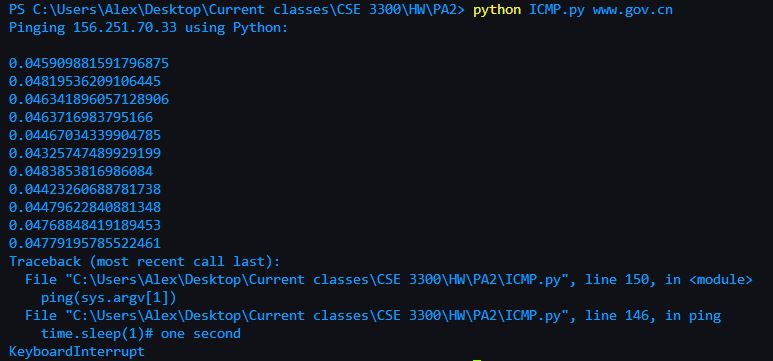 PS C:\Users\Alex\Desktop\Current classes\CSE 3300\HW\PA2> python ICMP.py www.gov.cn
Pinging 156.251.70.33 using Python:

0.045909881591796875
0.04819536209106445
0.046341896057128906
0.0463716983795166
0.04467034339904785
0.04325747489929199
0.0483853816986084
0.04423260688781738
0.04479622840881348
0.04768848419189453
0.04779195785522461
Traceback (most recent call last):
  File "C:\Users\Alex\Desktop\Current classes\CSE 3300\HW\PA2\ICMP.py", line 150, in <module>
    ping(sys.argv[1])
  File "C:\Users\Alex\Desktop\Current classes\CSE 3300\HW\PA2\ICMP.py", line 146, in ping
    time.sleep(1)# one second
KeyboardInterrupt